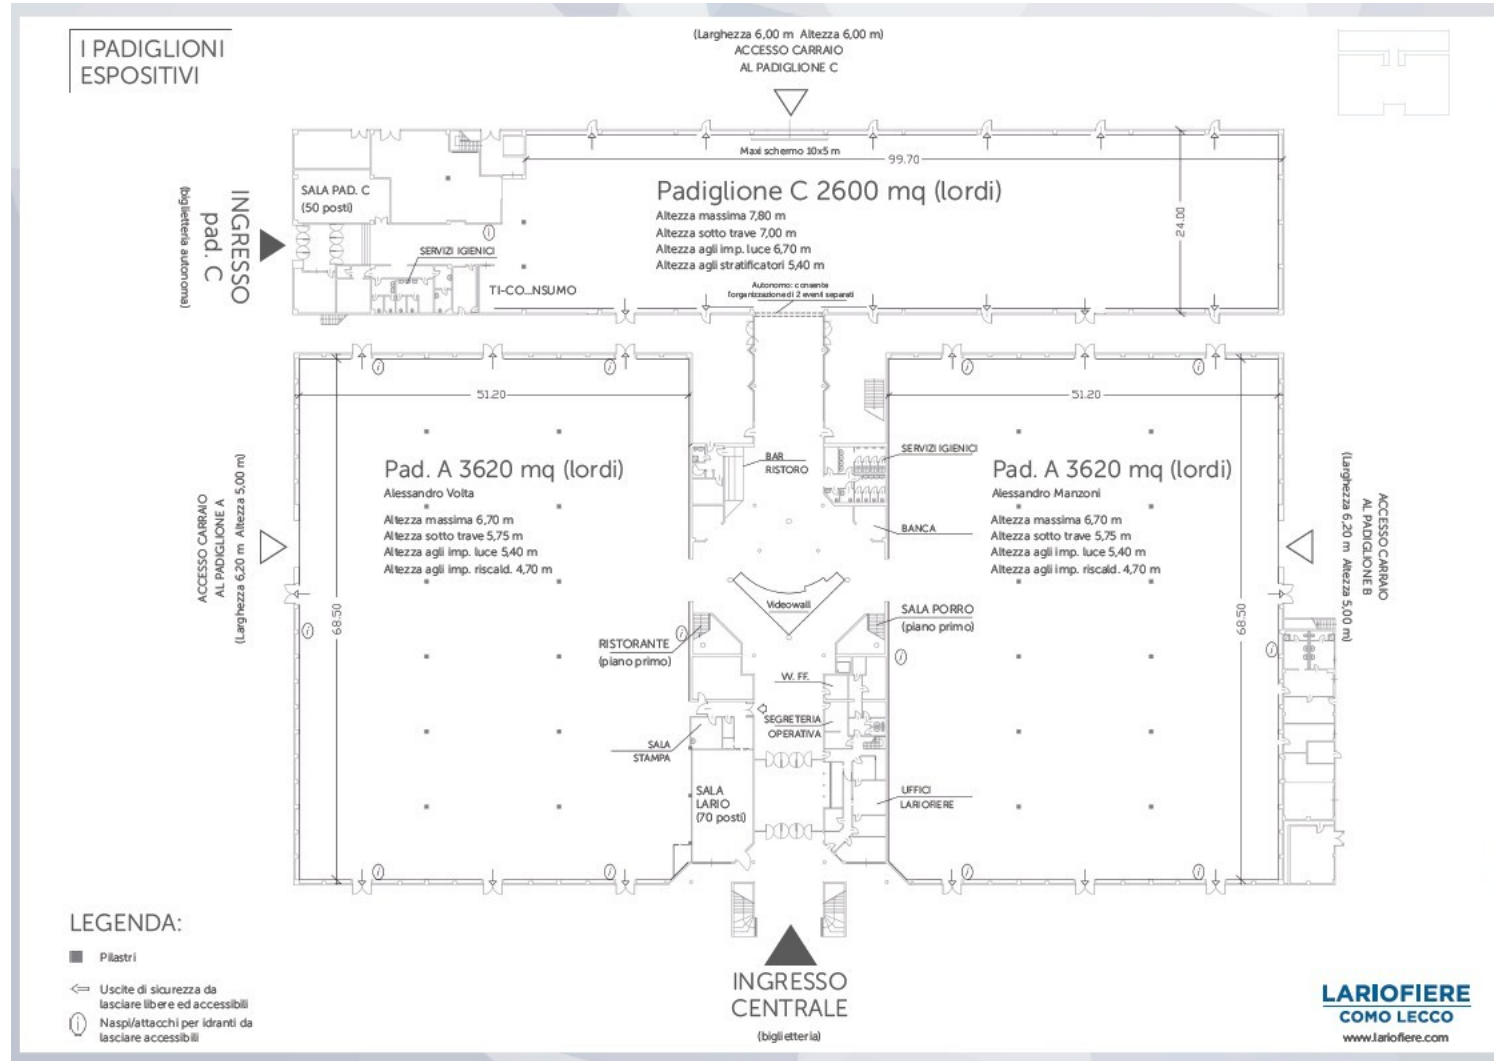 I PADIGLIONI
ESPOSITIVI
(Larghezza 6,00 m Altezza 6,00 m)
ACCESSO CARRAIO
AL PADIGLIONE C
Maxi schermo 10x5 m
99.70
24.00
SALA PAD. C
(50 posti)
INGRESSO
pad. C
(biglietteria autonoma)
SERVIZI IGIENICI
TI-CO...NSUMO
Padiglione C 2600 mq (lordi)
Altezza massima 7,80 m
Altezza sotto trave 7,00 m
Altezza agli imp. luce 6,70 m
Altezza agli stratificatori 5,40 m
Autonomo: consente
l'organizzazione di 2 eventi separati
51.20
68.50
Pad. A 3620 mq (lordi)
Alessandro Volta
Altezza massima 6,70 m
Altezza sotto trave 5,75 m
Altezza agli imp. luce 5,40 m
Altezza agli imp. riscald. 4,70 m
ACCESSO CARRAIO
AL PADIGLIONE A
(Larghezza 6,20 m Altezza 5,00 m)
BAR
RISTORO
SERVIZI IGIENICI
BANCA
Videowall
SALA PORRO
(piano primo)
RISTORANTE
(piano primo)
VV. FF.
SEGRETERIA
OPERATIVA
SALA
STAMPA
SALA
LARIO
(70 posti)
UFFICI
LARIOFIERE
51.20
68.50
Pad. A 3620 mq (lordi)
Alessandro Manzoni
Altezza massima 6,70 m
Altezza sotto trave 5,75 m
Altezza agli imp. luce 5,40 m
Altezza agli imp. riscald. 4,70 m
ACCESSO CARRAIO
AL PADIGLIONE B
(Larghezza 6,20 m Altezza 5,00 m)
INGRESSO
CENTRALE
(biglietteria)
LEGENDA:
Pilastri
Uscite di sicurezza da
lasciare libere ed accessibili
i Naspi/attacchi per idranti da
lasciare accessibili
LARIOFIERE
COMO LECCO
www.lariofiere.com